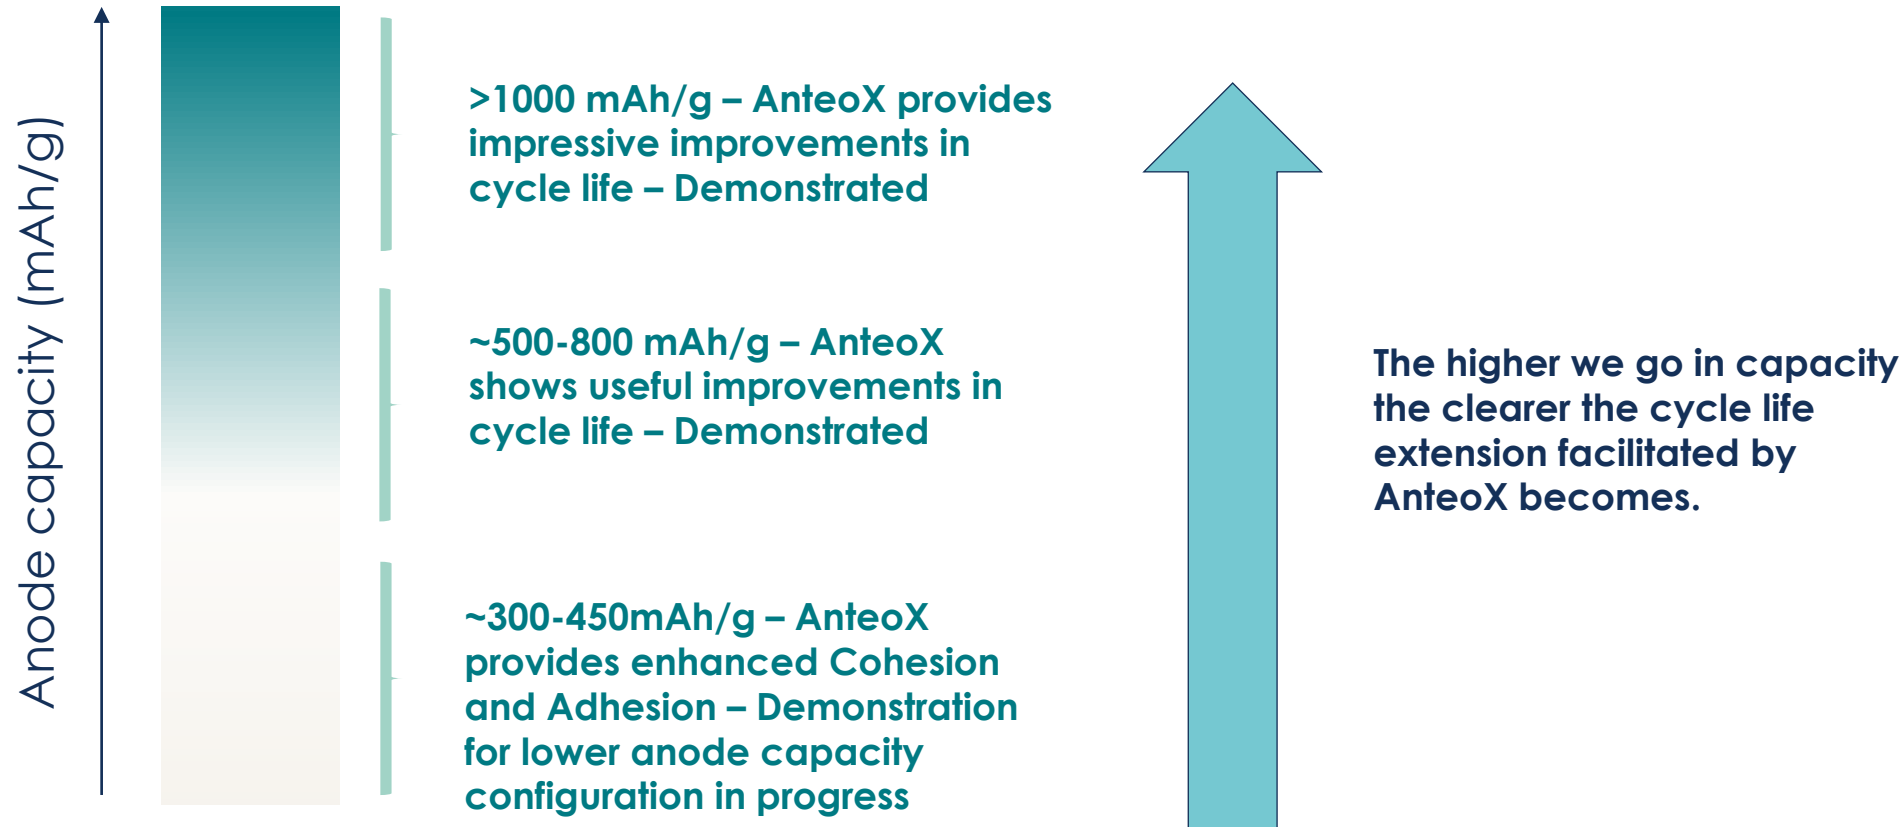 Anode capacity (mAh/g)
>1000 mAh/g – AnteoX provides
impressive improvements in
cycle life – Demonstrated
~500-800 mAh/g – AnteoX
shows useful improvements in
cycle life – Demonstrated
~300-450mAh/g – AnteoX
provides enhanced Cohesion
and Adhesion – Demonstration
for lower anode capacity
configuration in progress
The higher we go in capacity
the clearer the cycle life
extension facilitated by
AnteoX becomes.